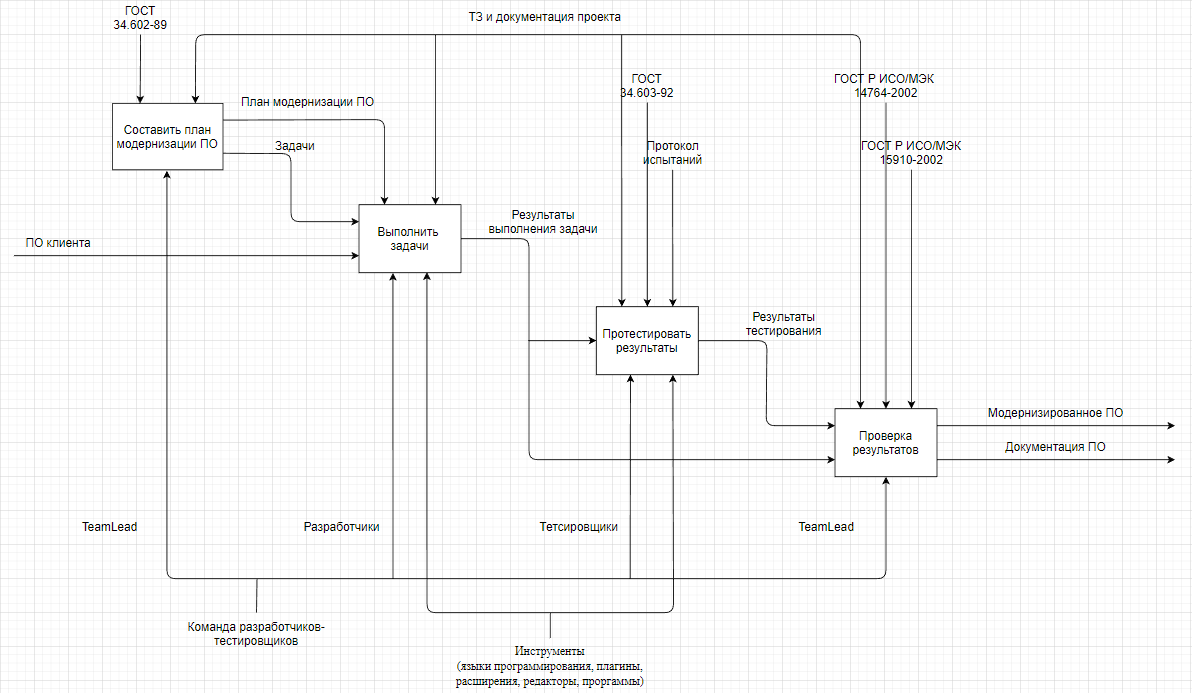 ГОСТ
34.602-89
ТЗ и документация проекта
ГОСТ
34.603-92
ГОСТ Р ИСО/МЭК
14764-2002
План модернизации ПО
Составить план
модернизации ПО
Задачи
Протокол
испытаний
ГОСТ Р ИСО/МЭК
15910-2002
ПО клиента
Выполнить
задачи
Результаты
выполнения задачи
Протестировать
результаты
Результаты
тестирования
Проверка
результатов
Модернизированное ПО
Документация ПО
TeamLead
Разработчики
Тетсировщики
TeamLead
Команда разработчиков-
тестировщиков
Инструменты
(языки программирования, плагины,
расширения, редакторы, проргаммы)